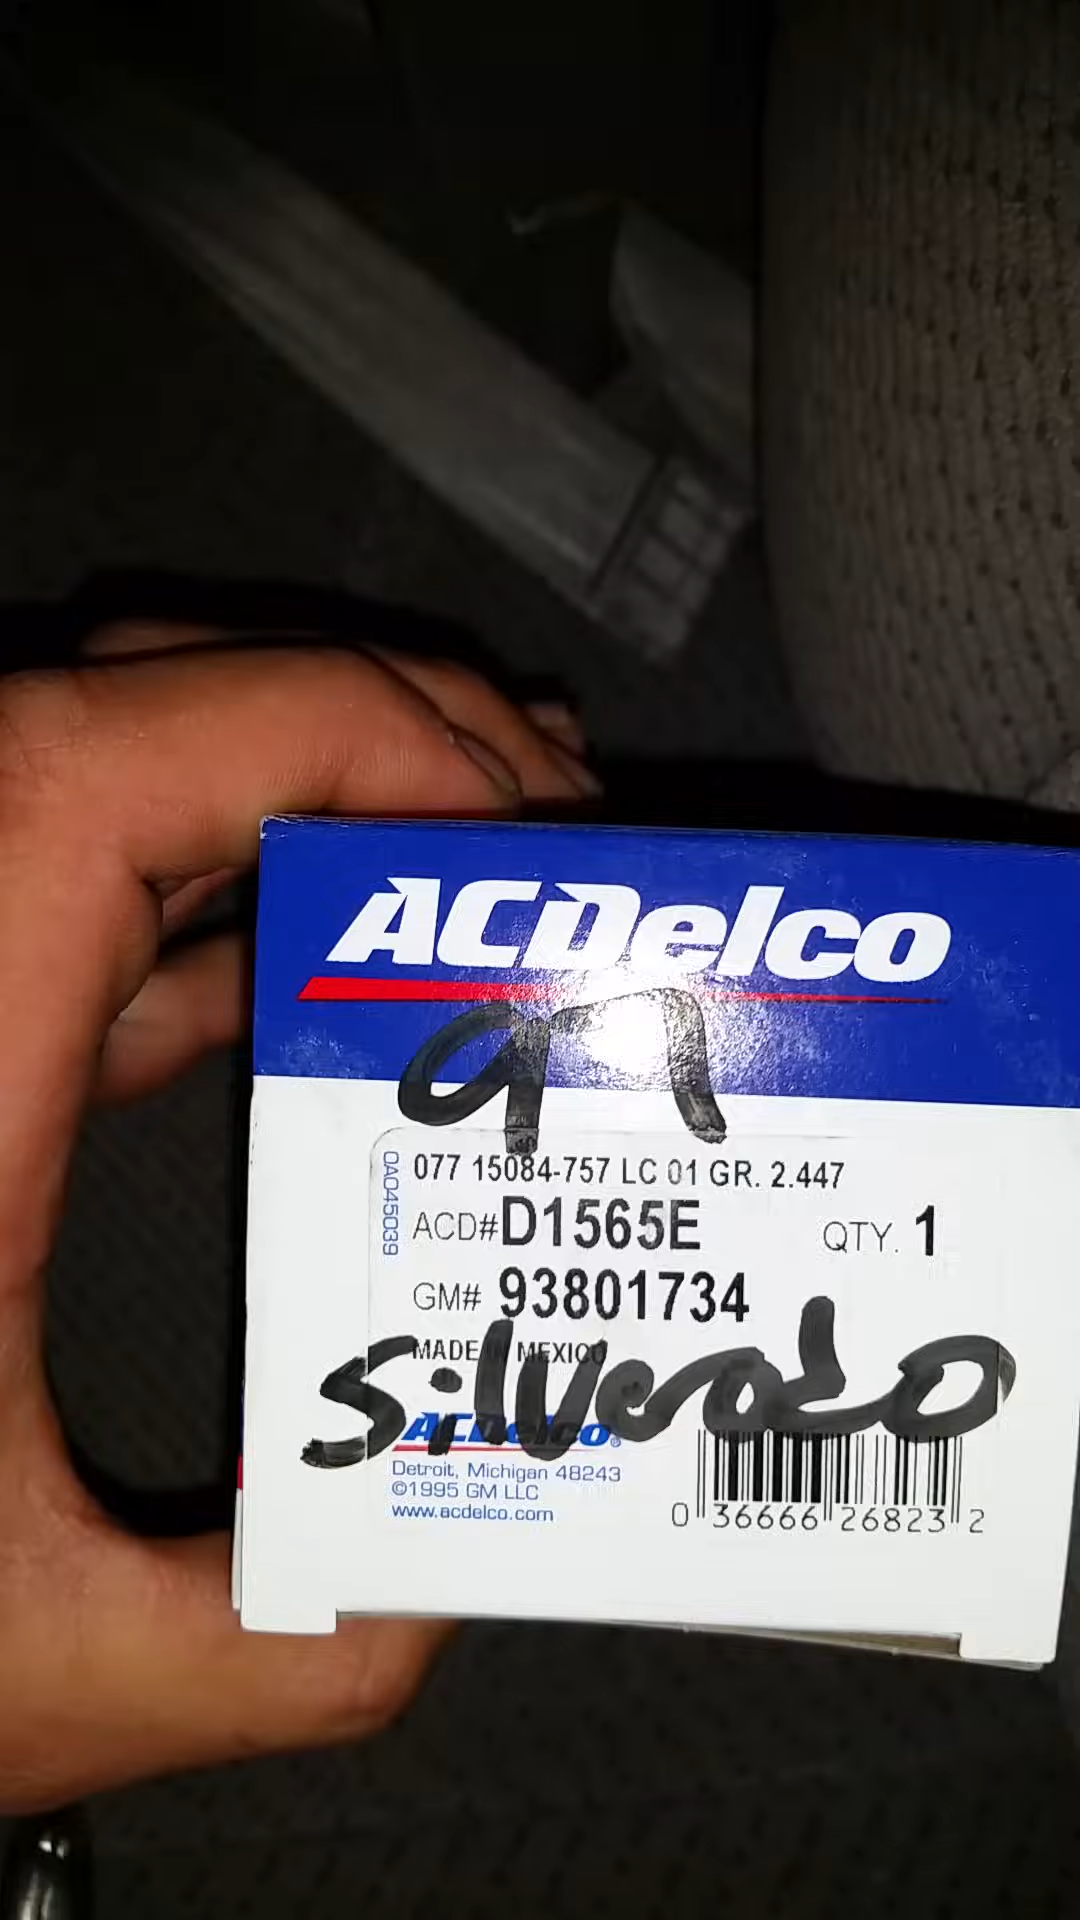 ACDelco
97
077 15084-757 LC 01 GR. 2.447
0A045039
ACD# D1565E QTY. 1
GM# 93801734
MADE IN MEXICO
Silverado
ACDelco®
Detroit, Michigan 48243
©1995 GM LLC
www.acdelco.com
0 36666 26823 2